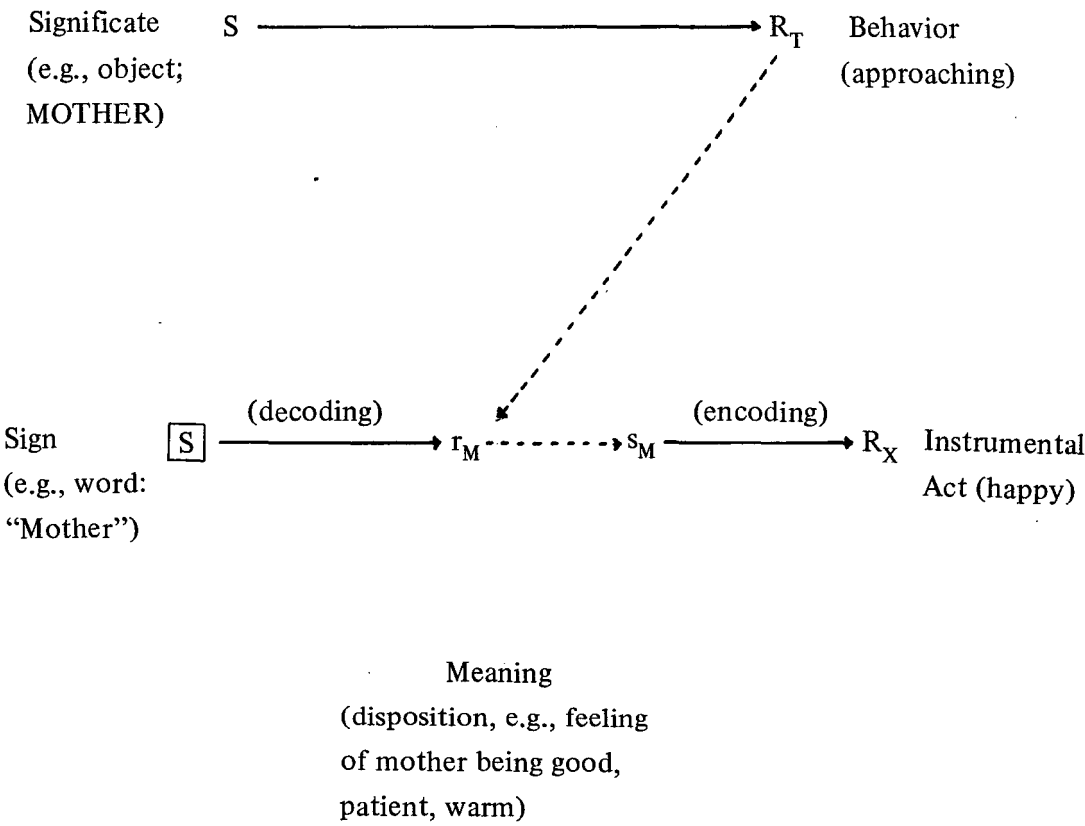 Significate S R_T Behavior
(e.g., object; (approaching)
MOTHER)
(decoding) (encoding)
Sign S r_M s_M R_X Instrumental
(e.g., word: Act (happy)
“Mother”)
Meaning
(disposition, e.g., feeling
of mother being good,
patient, warm)